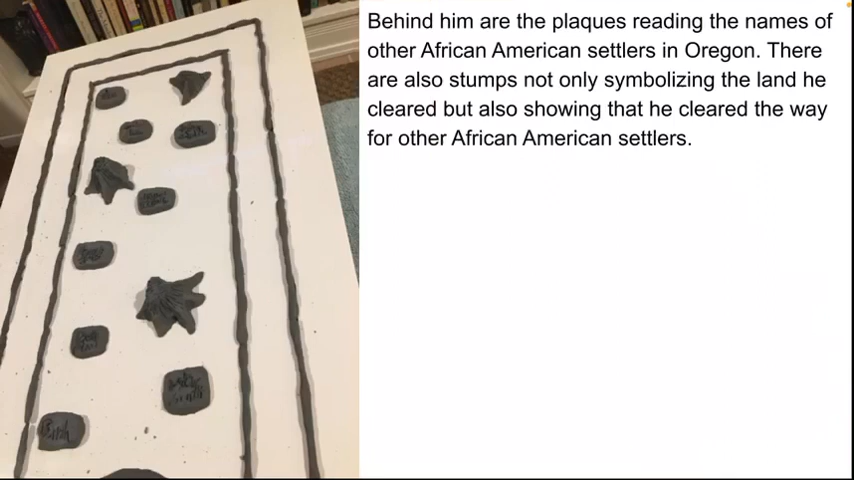 Behind him are the plaques reading the names of
other African American settlers in Oregon. There
are also stumps not only symbolizing the land he
cleared but also showing that he cleared the way
for other African American settlers.